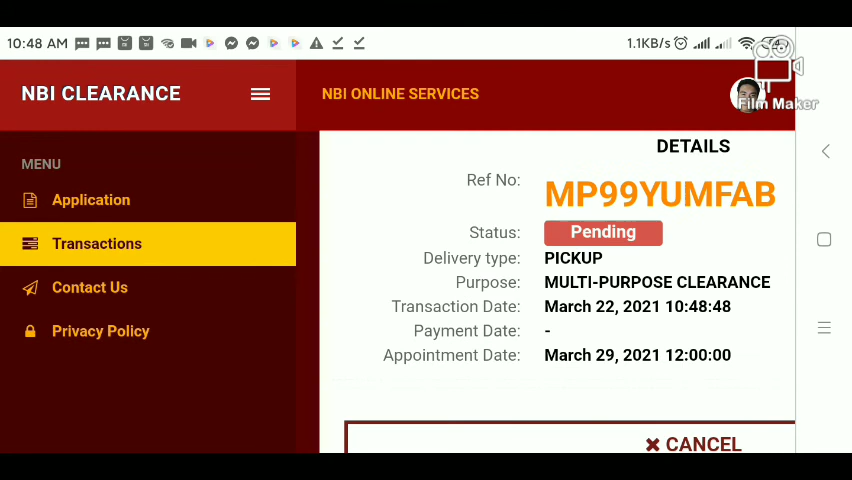 10:48 AM
1.1KB/s
Film Maker
NBI CLEARANCE
NBI ONLINE SERVICES
MENU
Application
Transactions
Contact Us
Privacy Policy
DETAILS
Ref No: MP99YUMFAB
Status: Pending
Delivery type: PICKUP
Purpose: MULTI-PURPOSE CLEARANCE
Transaction Date: March 22, 2021 10:48:48
Payment Date: -
Appointment Date: March 29, 2021 12:00:00
CANCEL